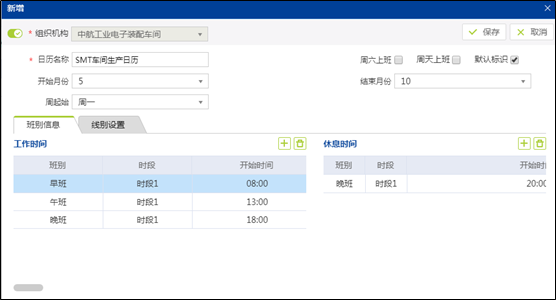 新增
* 组织机构 中航工业电子装配车间 保存 取消
* 日历名称 SMT车间生产日历 周六上班 周天上班 默认标识
开始月份 5 结束月份 10
周起始 周一
班别信息 线别设置
工作时间 休息时间
班别 时段 开始时间 班别 时段 开始时
早班 时段1 08:00 晚班 时段1 20:00
午班 时段1 13:00
晚班 时段1 18:00